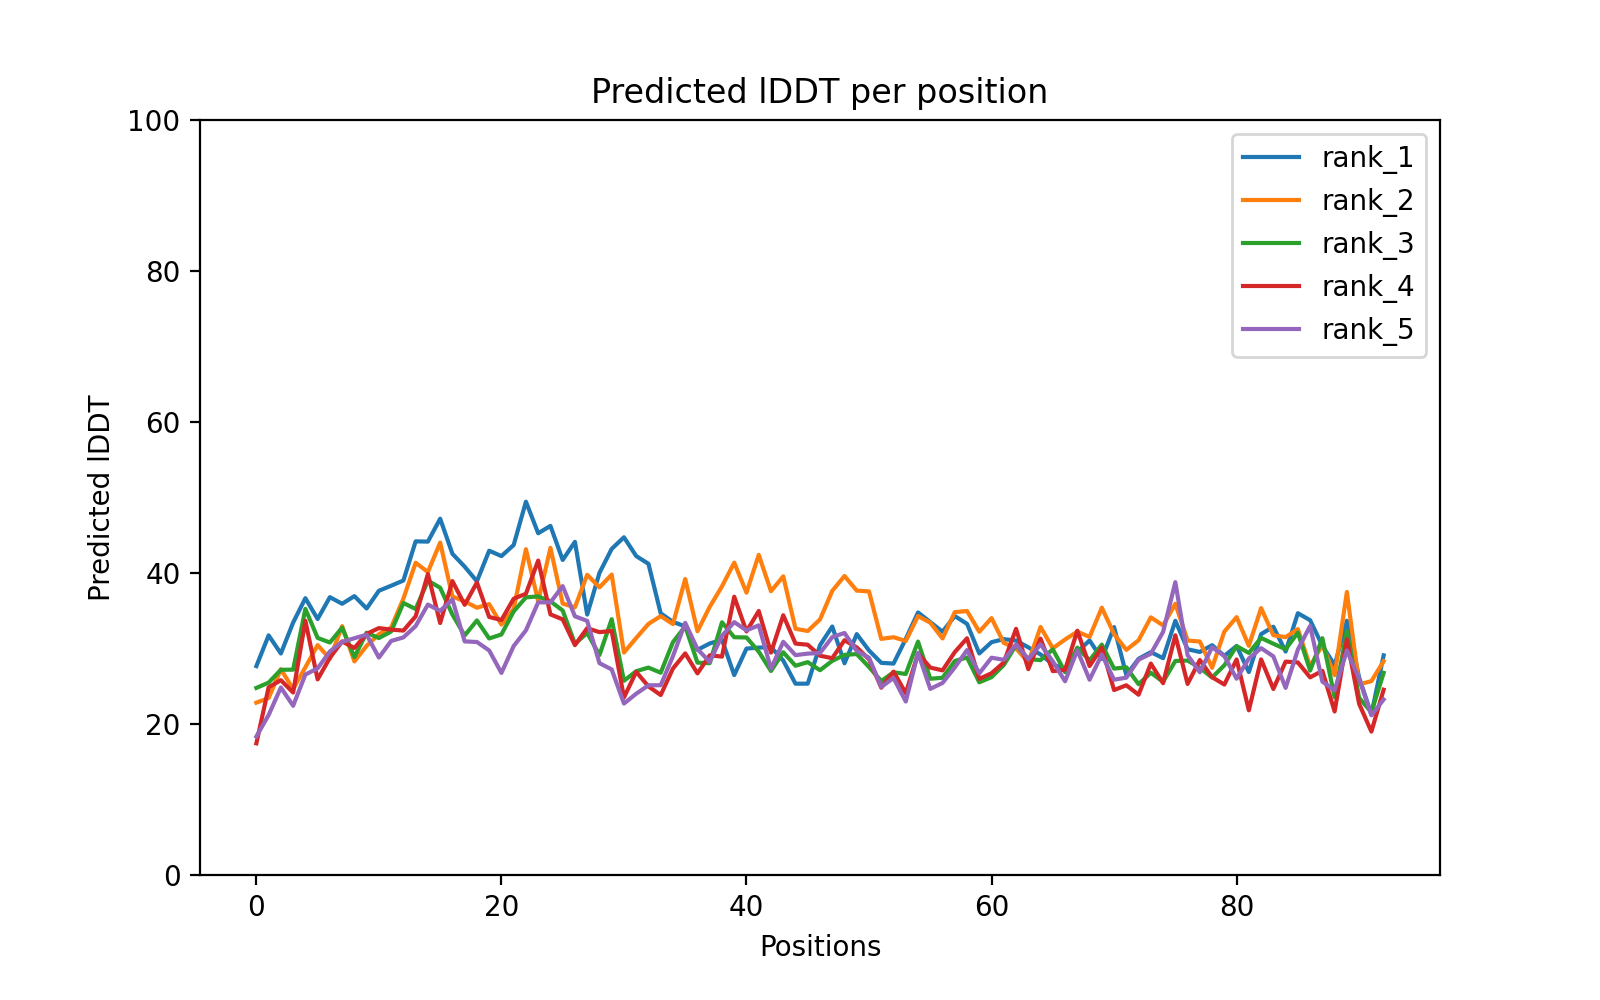 Predicted lDDT per position
100
80
60
40
20
0
Predicted lDDT
rank_1
rank_2
rank_3
rank_4
rank_5
0 20 40 60 80
Positions